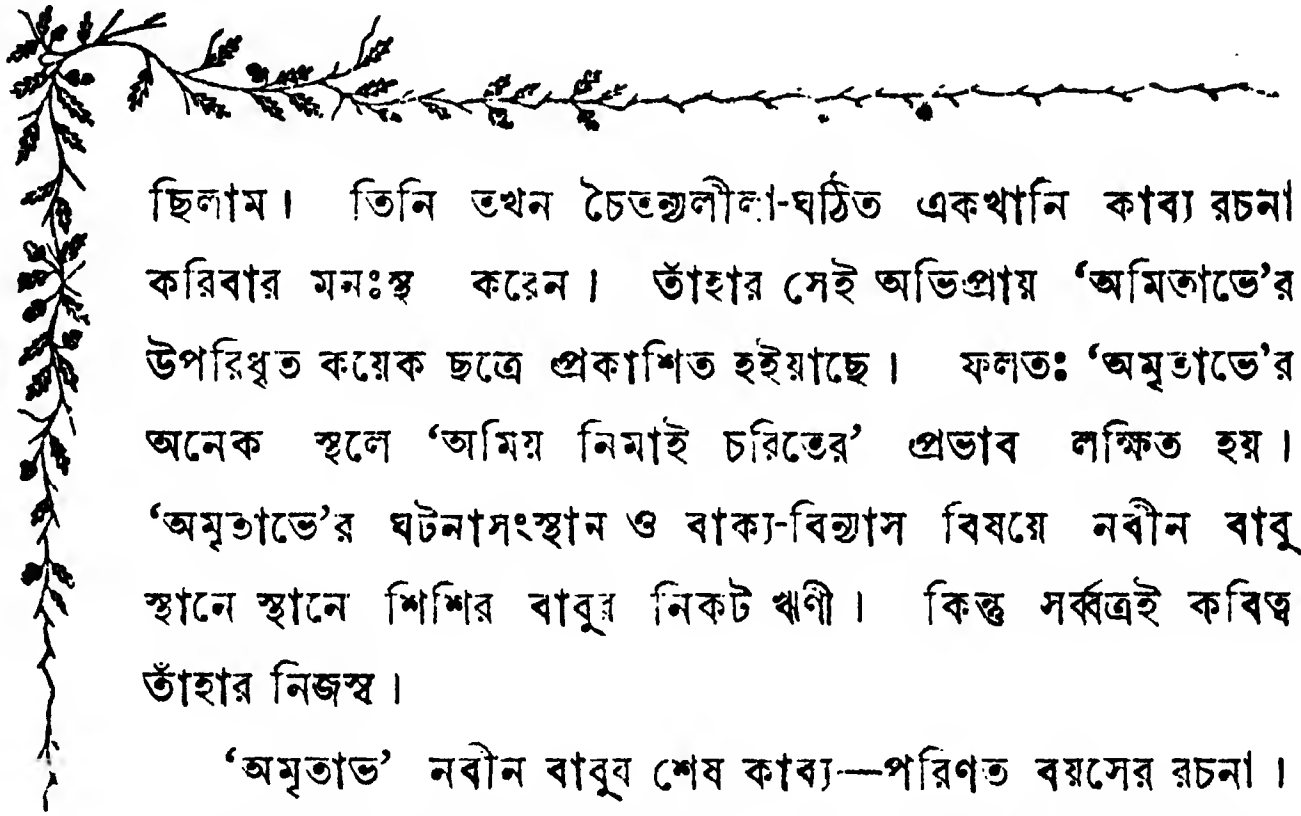 ছিলাম। তিনি তখন চৈতন্যলীলা-ঘঠিত একখানি কাব্য রচনা
করিবার মনঃস্থ করেন। তাঁহার সেই অভিপ্রায় ‘অমিতাভে’র
উপরিধৃত কয়েক ছত্রে প্রকাশিত হইয়াছে। ফলতঃ ‘অমৃতাভে’র
অনেক স্থলে ‘অমিয় নিমাই চরিতের’ প্রভাব লক্ষিত হয়।
‘অমৃতাভে’র ঘটনাসংস্থান ও বাক্য-বিন্যাস বিষয়ে নবীন বাবু
স্থানে স্থানে শিশির বাবুর নিকট ঋণী। কিন্তু সর্ব্বত্রই কবিত্ব
তাঁহার নিজস্ব।
‘অমৃতাভ’ নবীন বাবুব শেষ কাব্য—পরিণত বয়সের রচনা।